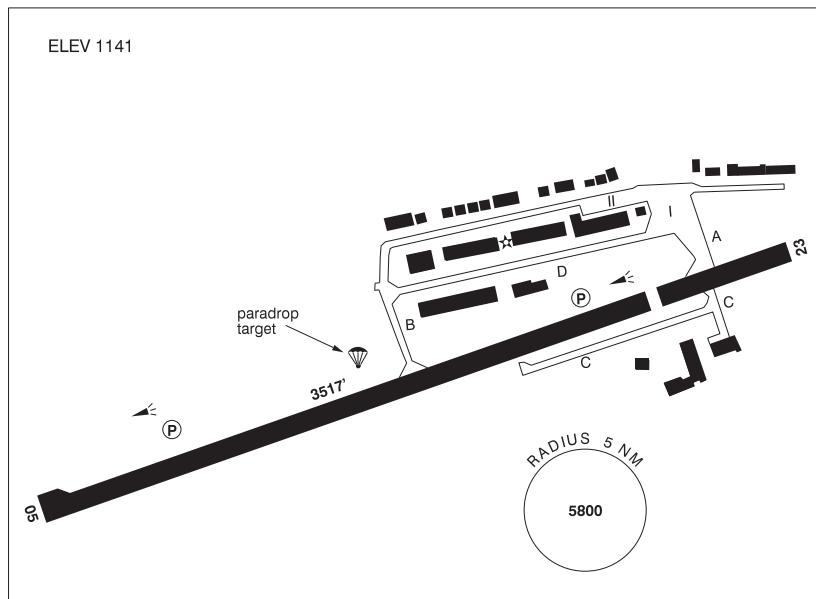 ELEV 1141
II
I
A
23
D
C
paradrop
target
P
B
C
3517'
P
RADIUS 5 NM
05
5800